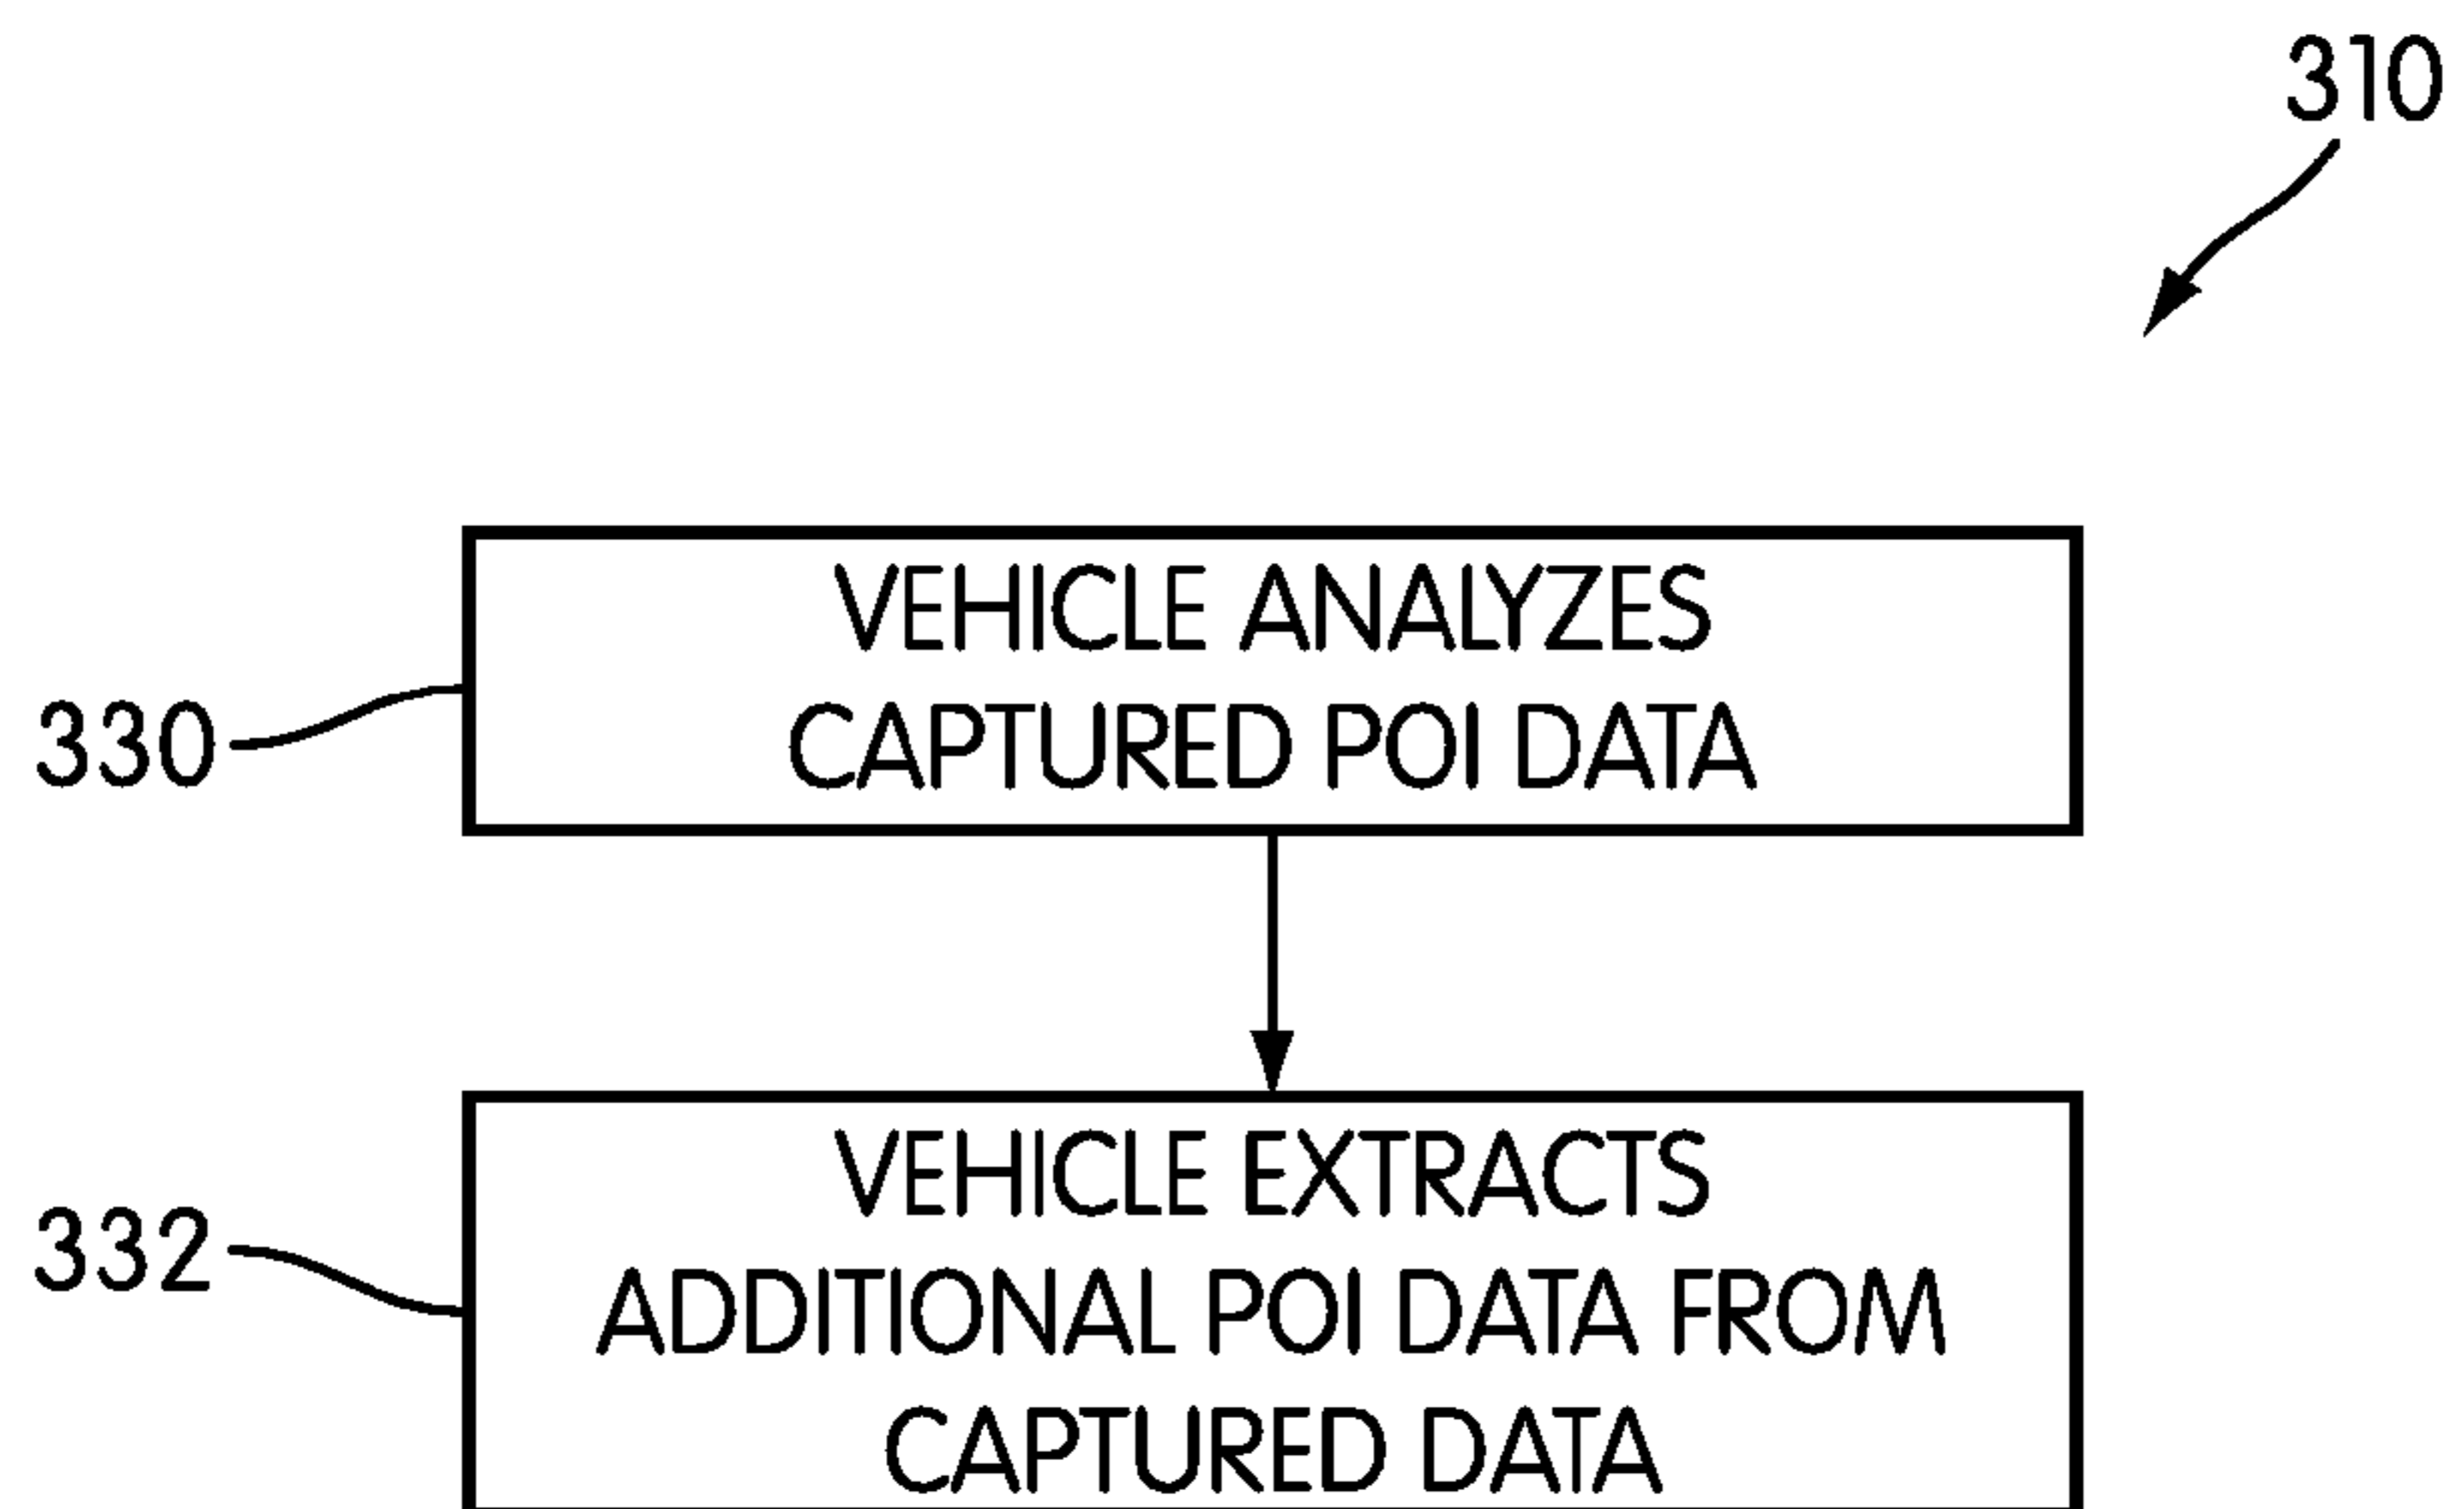 310
VEHICLE ANALYZES
CAPTURED POI DATA
330
VEHICLE EXTRACTS
ADDITIONAL POI DATA FROM
CAPTURED DATA
332